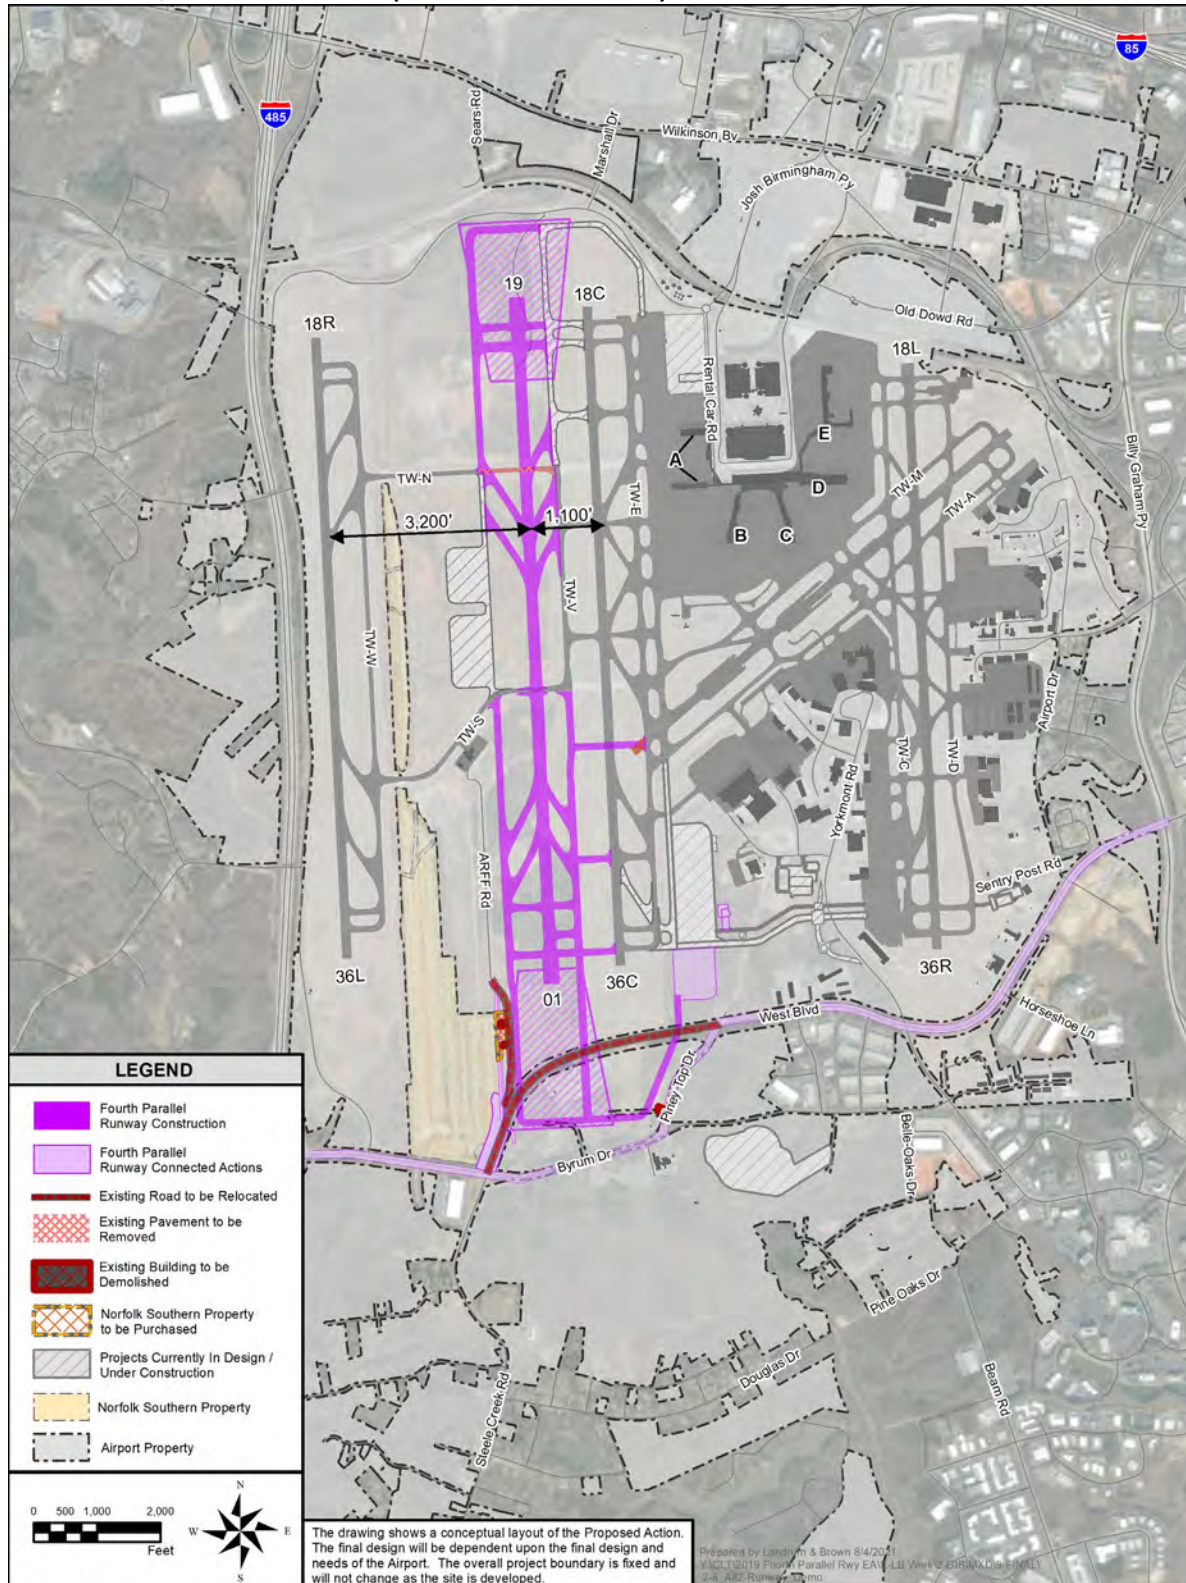 85
485
Sears Rd
Marshall Dr
Wilkinson Bv
Josh Birmingham Py
Old Dowd Rd
19
18C
18R
18L
Rental Car Rd
E
A
TW-E
TW-M
TW-A
Billy Graham Py
TW-N
D
3,200'
1,100'
B
C
TW-V
TW-W
TW-S
Airport Dr
Yorkmont Rd
TW-C
TW-D
ARFF Rd
Sentry Post Rd
36L
01
36C
36R
West Blvd
Horseshoe Ln
Piney Top Dr
Byrum Dr
Belle Oaks Dr
Pine Oaks Dr
Douglas Dr
Steele Creek Rd
Beam Rd
LEGEND
Fourth Parallel
Runway Construction
Fourth Parallel
Runway Connected Actions
Existing Road to be Relocated
Existing Pavement to be
Removed
Existing Building to be
Demolished
Norfolk Southern Property
to be Purchased
Projects Currently In Design /
Under Construction
Norfolk Southern Property
Airport Property
N
W
E
S
0 500 1,000 2,000
Feet
The drawing shows a conceptual layout of the Proposed Action.
The final design will be dependent upon the final design and
needs of the Airport. The overall project boundary is fixed and
will not change as the site is developed.
Prepared by Landrum & Brown 8/4/2021